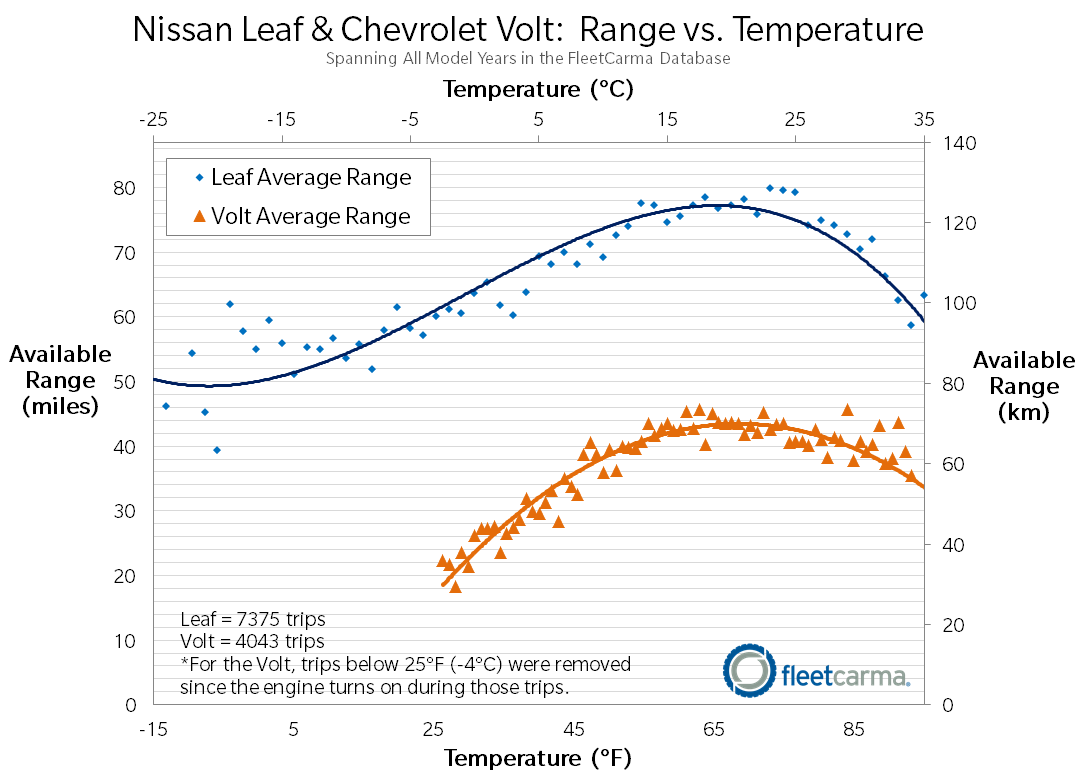 Nissan Leaf & Chevrolet Volt:  Range vs. Temperature
Spanning All Model Years in the FleetCarma Database
Temperature (°C)
-25 -15 -5 5 15 25 35
Leaf Average Range
Volt Average Range
Available
Range
(miles)
80
70
60
50
40
30
20
10
0
140
120
100
80
60
40
20
0
Available
Range
(km)
Leaf = 7375 trips
Volt = 4043 trips
*For the Volt, trips below 25°F (-4°C) were removed
since the engine turns on during those trips.
fleetcarma.
-15 5 25 45 65 85
Temperature (°F)